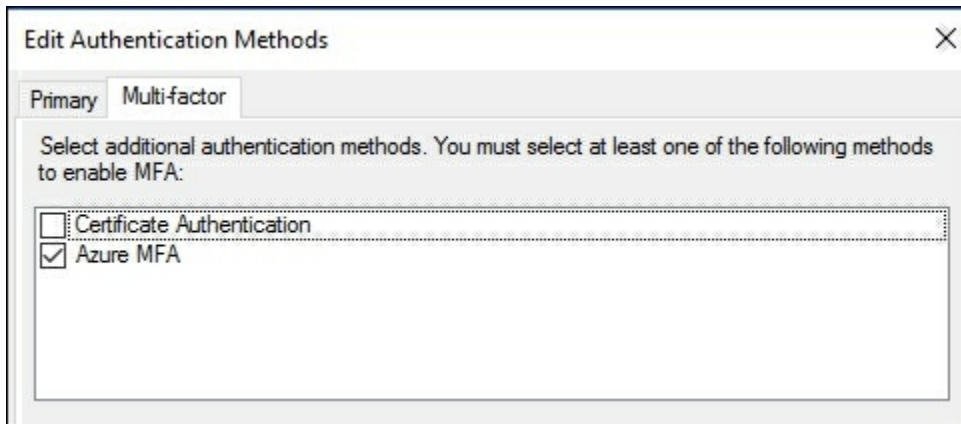 Edit Authentication Methods
Primary Multi-factor
Select additional authentication methods. You must select at least one of the following methods
to enable MFA:
Certificate Authentication
Azure MFA